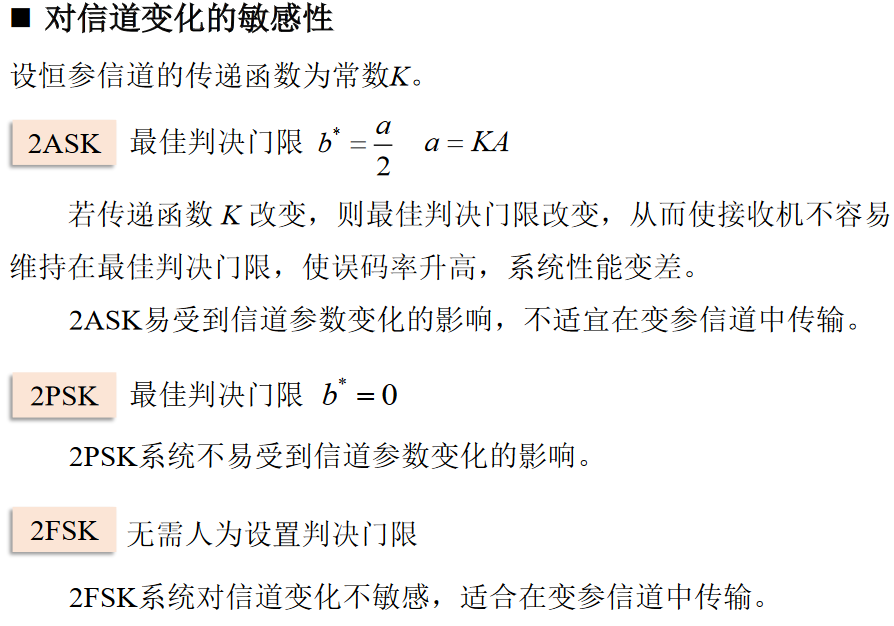 ■ 对信道变化的敏感性
设恒参信道的传递函数为常数K。
2ASK 最佳判决门限 b* = a/2 a = KA
若传递函数 K 改变，则最佳判决门限改变，从而使接收机不容易
维持在最佳判决门限，使误码率升高，系统性能变差。
2ASK易受到信道参数变化的影响，不适宜在变参信道中传输。
2PSK 最佳判决门限 b* = 0
2PSK系统不易受到信道参数变化的影响。
2FSK 无需人为设置判决门限
2FSK系统对信道变化不敏感，适合在变参信道中传输。